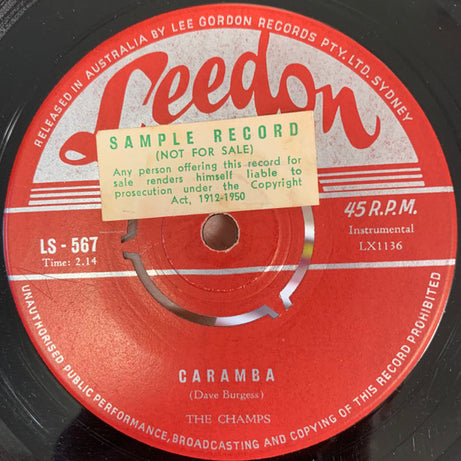 RELEASED IN AUSTRALIA BY LEE GORDON RECORDS PTY. LTD. SYDNEY
Leedon
SAMPLE RECORD
(NOT FOR SALE)
Any person offering this record for
sale renders himself liable to
prosecution under the Copyright
Act, 1912-1950
45 R.P.M.
LS - 567
Instrumental
Time: 2.14
LX1136
CARAMBA
(Dave Burgess)
THE CHAMPS
UNAUTHORISED PUBLIC PERFORMANCE, BROADCASTING AND COPYING OF THIS RECORD PROHIBITED